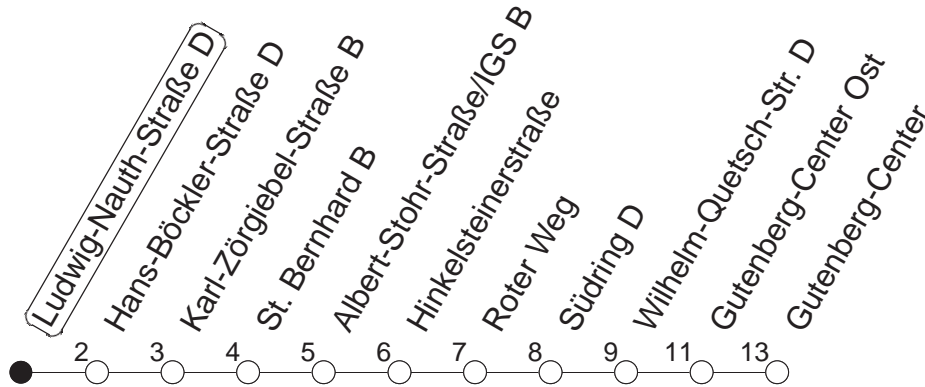 Ludwig-Nauth-Straße D
Hans-Böckler-Straße D
Karl-Zörgiebel-Straße B
St. Bernhard B
Albert-Stohr-Straße/IGS B
Hinkelsteinerstraße
Roter Weg
Südring D
Wilhelm-Quetsch-Str. D
Gutenberg-Center Ost
Gutenberg-Center
2 3 4 5 6 7 8 9 11 13